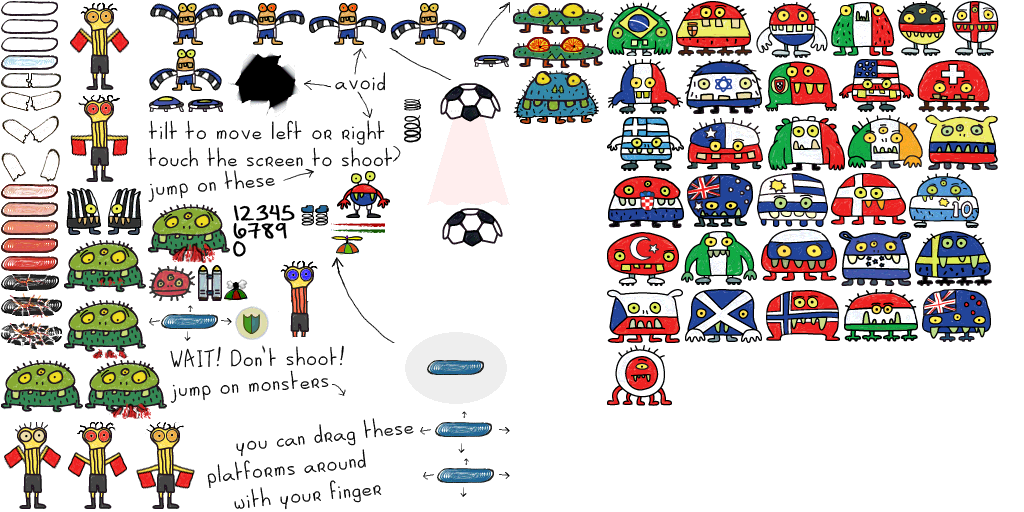 avoid
tilt to move left or right
touch the screen to shoot
jump on these
12345
6789
0
WAIT! Don't shoot!
jump on monsters
you can drag these
platforms around
with your finger
10